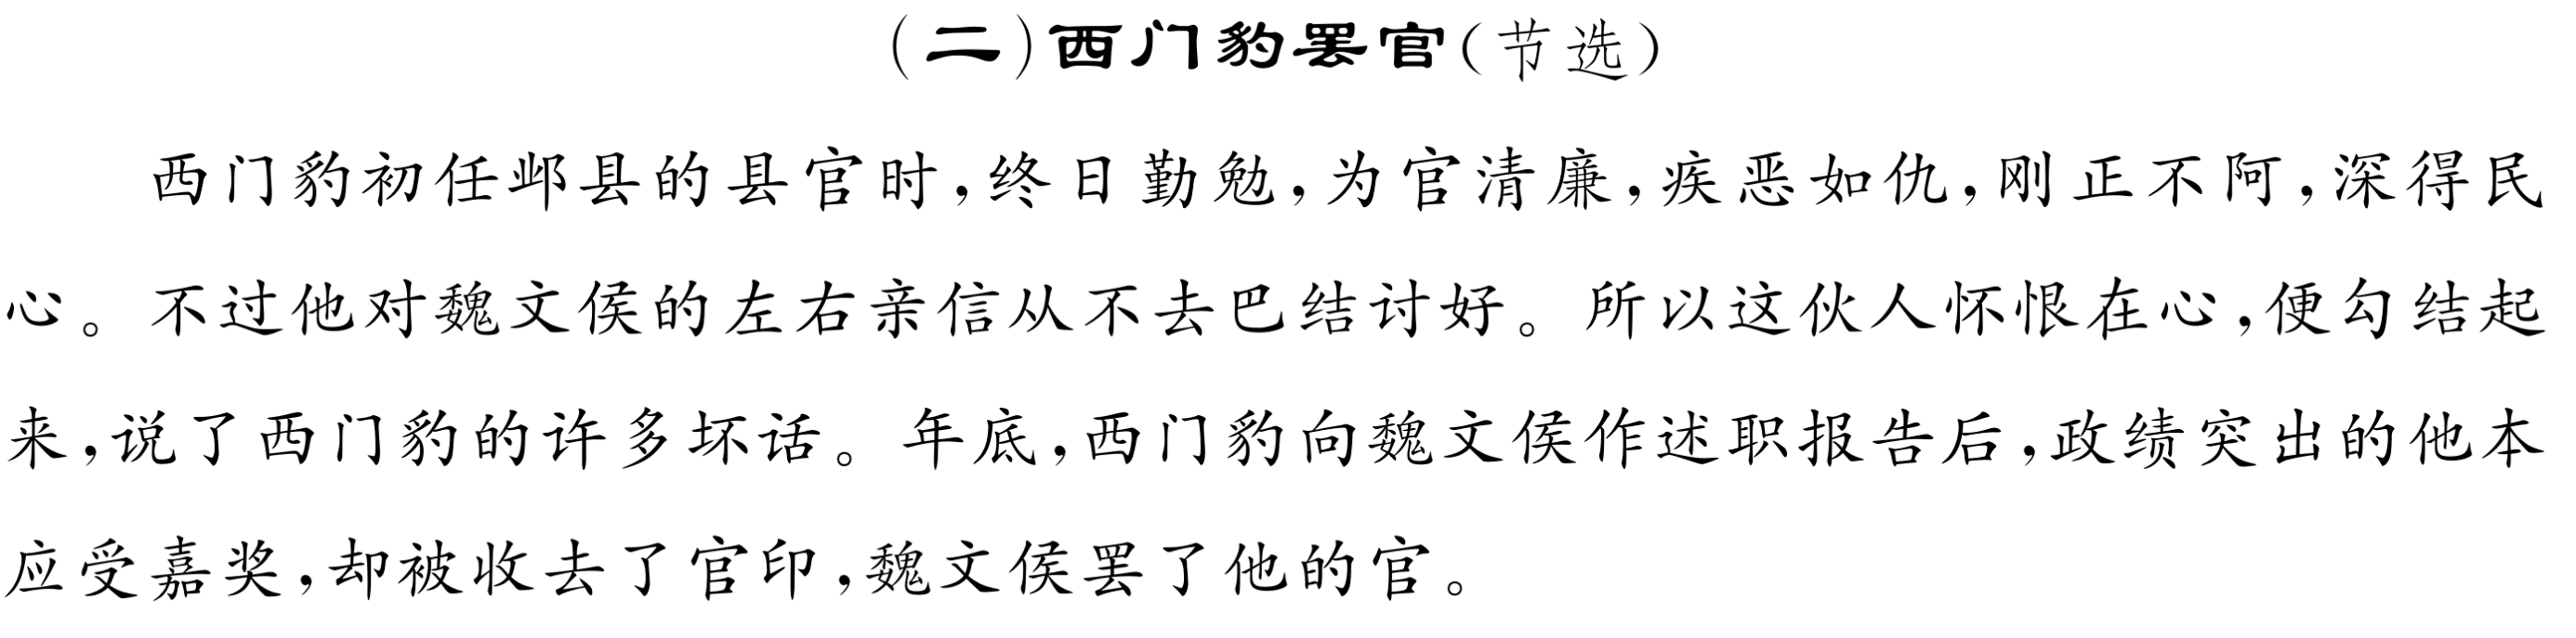 (二)西门豹罢官(节选)
西门豹初任邺县的县官时,终日勤勉,为官清廉,疾恶如仇,刚正不阿,深得民
心。不过他对魏文侯的左右亲信从不去巴结讨好。所以这伙人怀恨在心,便勾结起
来,说了西门豹的许多坏话。年底,西门豹向魏文侯作述职报告后,政绩突出的他本
应受嘉奖,却被收去了官印,魏文侯罢了他的官。